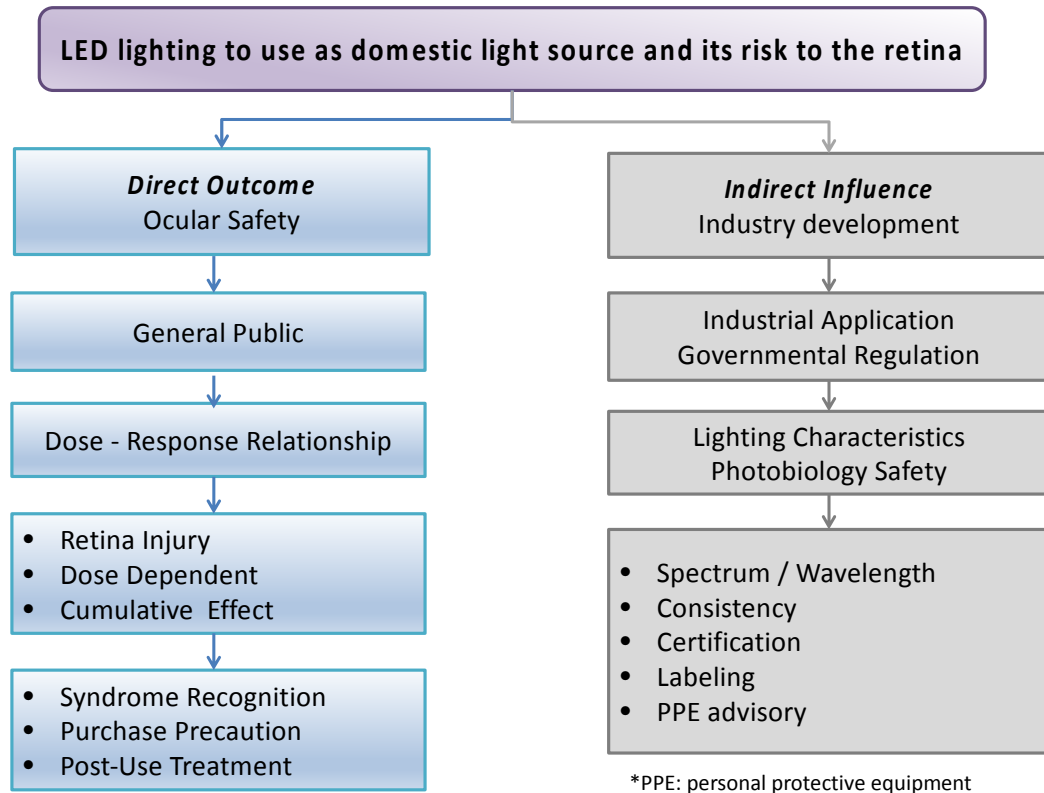 LED lighting to use as domestic light source and its risk to the retina
Direct Outcome
Ocular Safety
General Public
Dose - Response Relationship
• Retina Injury
• Dose Dependent
• Cumulative Effect
• Syndrome Recognition
• Purchase Precaution
• Post-Use Treatment
Indirect Influence
Industry development
Industrial Application
Governmental Regulation
Lighting Characteristics
Photobiology Safety
• Spectrum / Wavelength
• Consistency
• Certification
• Labeling
• PPE advisory
*PPE: personal protective equipment